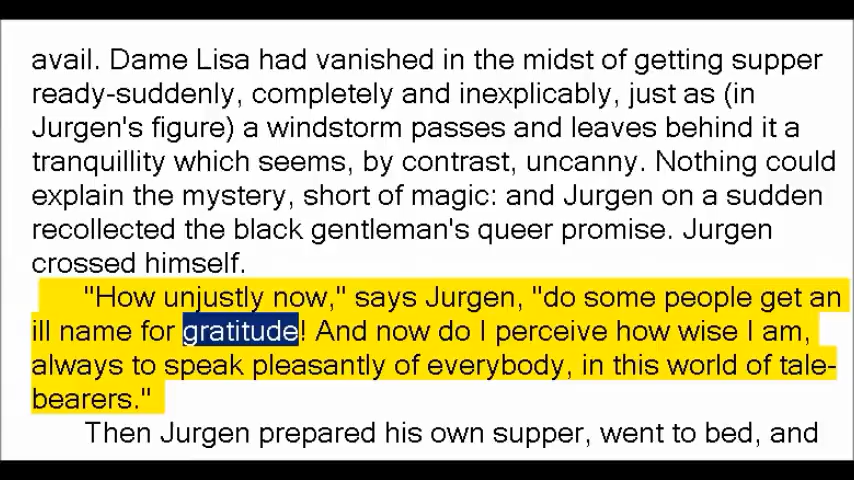 avail. Dame Lisa had vanished in the midst of getting supper
ready-suddenly, completely and inexplicably, just as (in
Jurgen's figure) a windstorm passes and leaves behind it a
tranquillity which seems, by contrast, uncanny. Nothing could
explain the mystery, short of magic: and Jurgen on a sudden
recollected the black gentleman's queer promise. Jurgen
crossed himself.
"How unjustly now," says Jurgen, "do some people get an
ill name for gratitude! And now do I perceive how wise I am,
always to speak pleasantly of everybody, in this world of tale-
bearers."
Then Jurgen prepared his own supper, went to bed, and